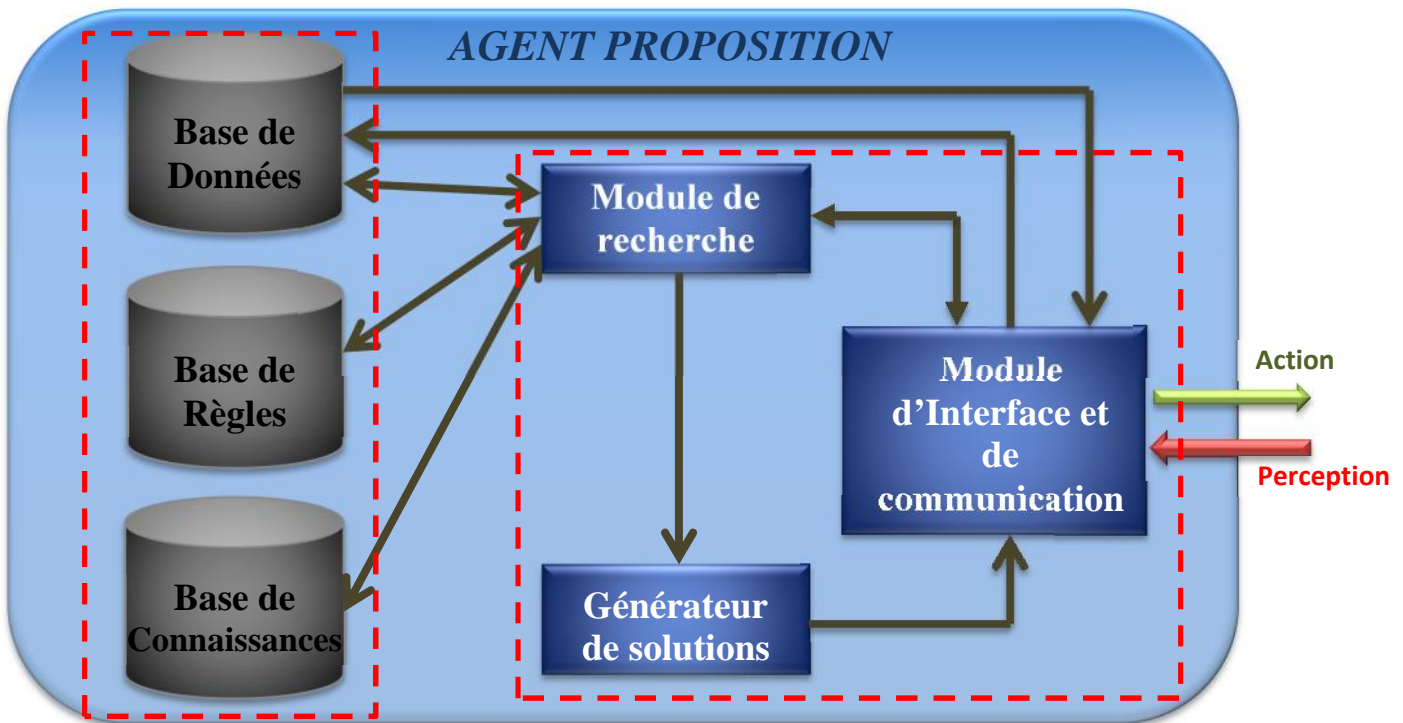 AGENT PROPOSITION
Base de
Données
Module de
recherche
Base de
Règles
Module
d’Interface et
de
communication
Action
Perception
Base de
Connaissances
Générateur
de solutions